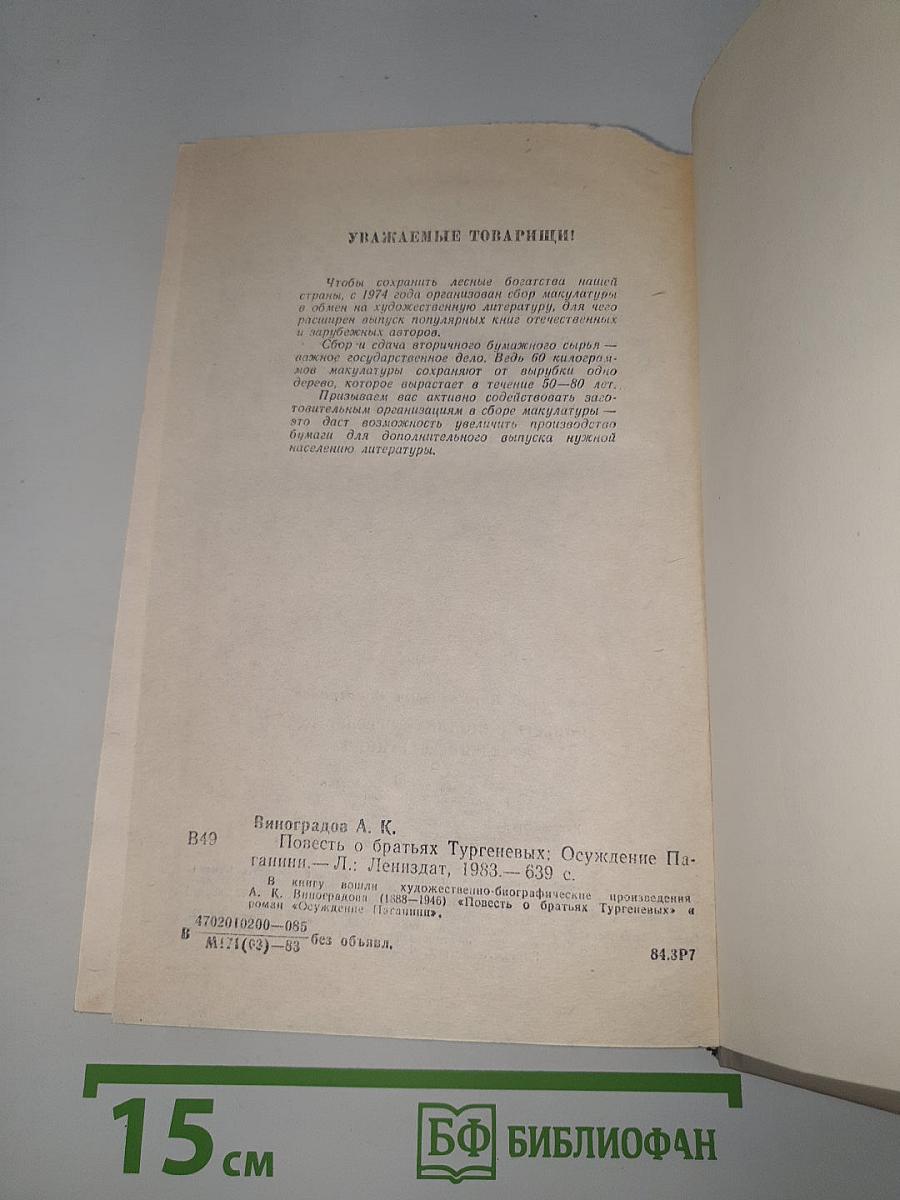 УВАЖАЕМЫЕ ТОВАРИЩИ!
Чтобы сохранить лесные богатства нашей
страны, с 1974 года организован сбор макулатуры
в обмен на художественную литературу, для чего
расширен выпуск популярных книг отечественных
и зарубежных авторов.
Сбор и сдача вторичного бумажного сырья —
важное государственное дело. Ведь 60 килограм-
мов макулатуры сохраняют от вырубки одно
дерево, которое вырастает в течение 50—80 лет.
Призываем вас активно содействовать заго-
товительным организациям в сборе макулатуры —
это даст возможность увеличить производство
бумаги для дополнительного выпуска нужной
населению литературы.
Виноградов А. К.
В49 Повесть о братьях Тургеневых; Осуждение Па-
ганини.— Л.: Лениздат, 1983.— 639 с.
В книгу вошли художественно-биографические произведения
А. К. Виноградова (1888—1946) «Повесть о братьях Тургеневых» и
роман «Осуждение Паганини».
В 4702010200—085
М171(03)—83 без объявл.
84.3Р7
15 см
БФ БИБЛИОФАН